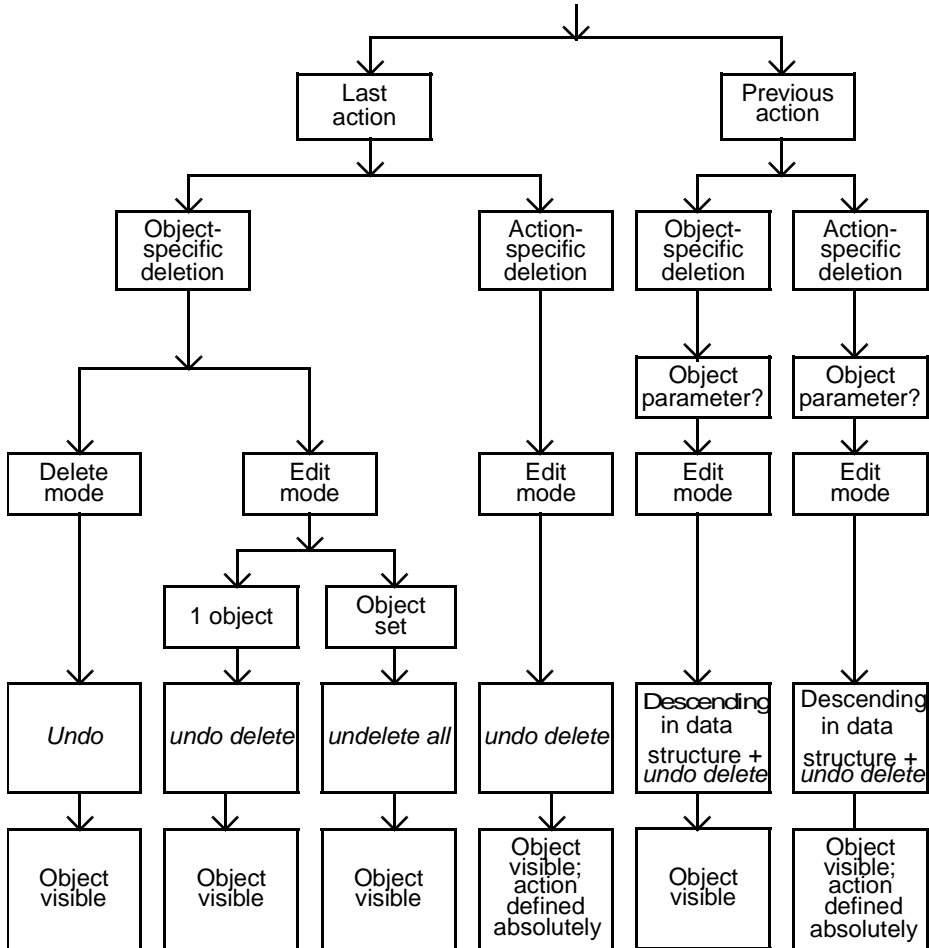 Last
action
Previous
action
Object-
specific
deletion
Action-
specific
deletion
Object-
specific
deletion
Action-
specific
deletion
Object
parameter?
Object
parameter?
Delete
mode
Edit
mode
Edit
mode
Edit
mode
Edit
mode
1 object
Object
set
Undo
undo delete
undelete all
undo delete
Descending
in data
structure +
undo delete
Descending
in data
structure +
undo delete
Object
visible
Object
visible
Object
visible
Object
visible;
action
defined
absolutely
Object
visible
Object
visible;
action
defined
absolutely